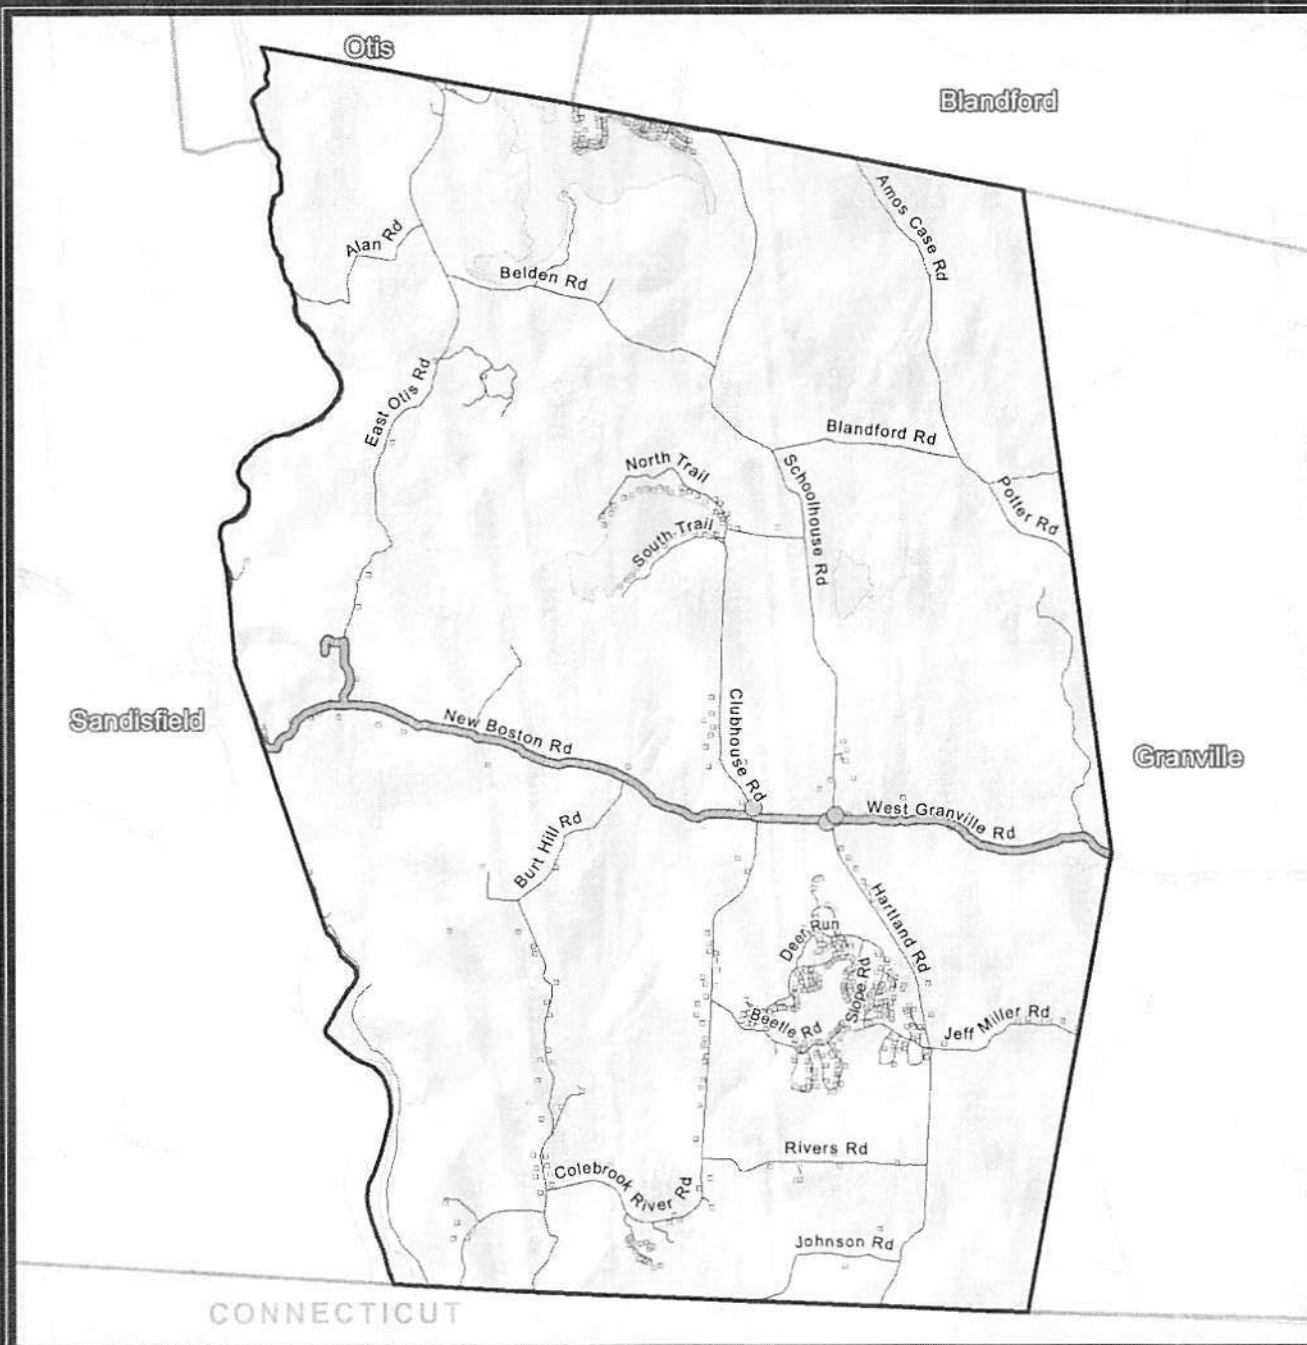 Otis
Blandford
Amos Case Rd
Alan Rd
Belden Rd
East Otis Rd
Blandford Rd
North Trail
Schoolhouse Rd
Potter Rd
South Trail
Sandisfield
New Boston Rd
Clubhouse Rd
Granville
West Granville Rd
Burt Hill Rd
Hartland Rd
Deer Run
Slope Rd
Beetle Rd
Jeff Miller Rd
Rivers Rd
Colebrook River Rd
Johnson Rd
CONNECTICUT